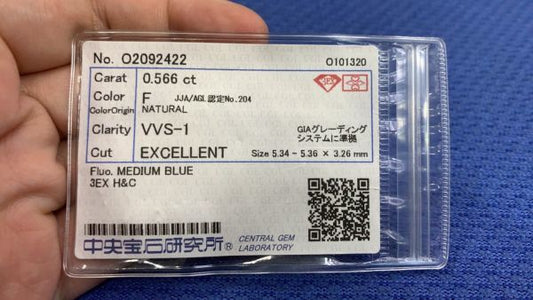 No. O2092422 O101320
Carat 0.566 ct
Color F JJA/AGL認定No.204
ColorOrigin NATURAL
Clarity VVS-1 GIAグレーディング
システムに準拠
Cut EXCELLENT Size 5.34 - 5.36 × 3.26 mm
Fluo. MEDIUM BLUE
3EX H&C
中央宝石研究所® CENTRAL GEM
LABORATORY